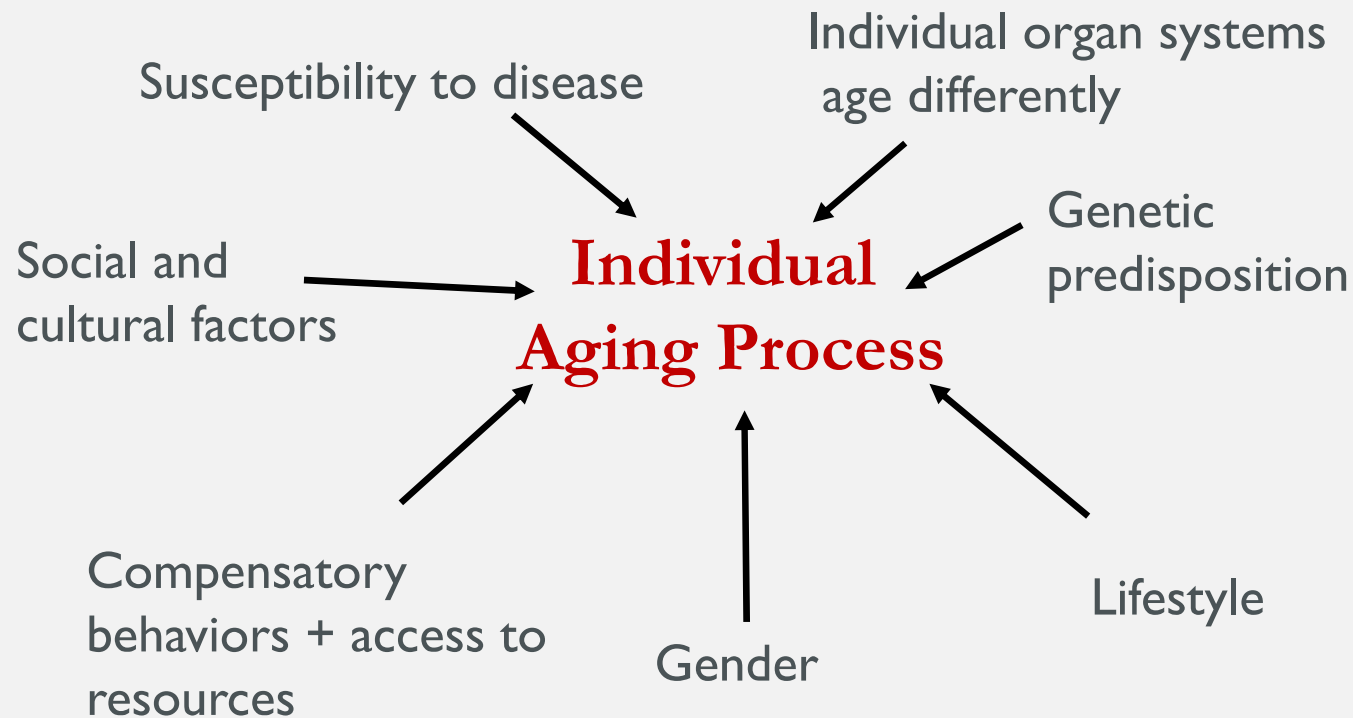 Individual organ systems
age differently
Susceptibility to disease
Genetic
predisposition
Social and
cultural factors
Individual
Aging Process
Compensatory
behaviors + access to
resources
Gender
Lifestyle